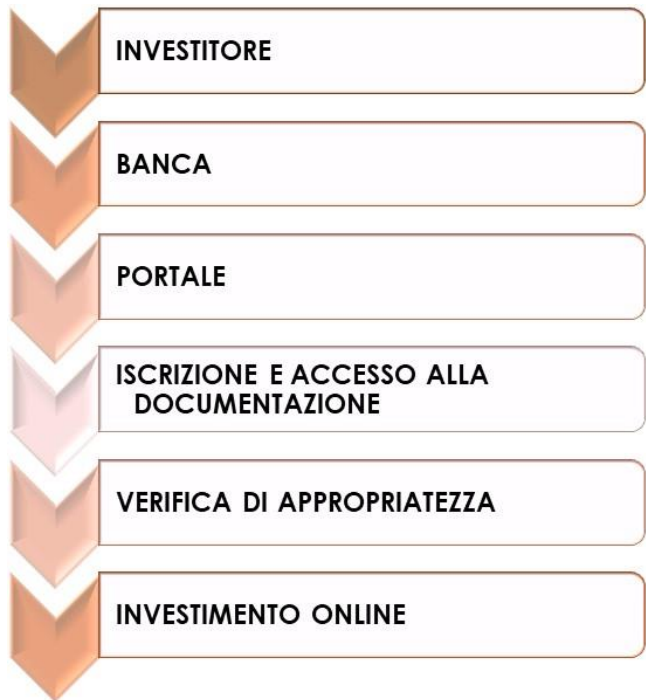 INVESTITORE
BANCA
PORTALE
ISCRIZIONE E ACCESSO ALLA
DOCUMENTAZIONE
VERIFICA DI APPROPRIATEZZA
INVESTIMENTO ONLINE